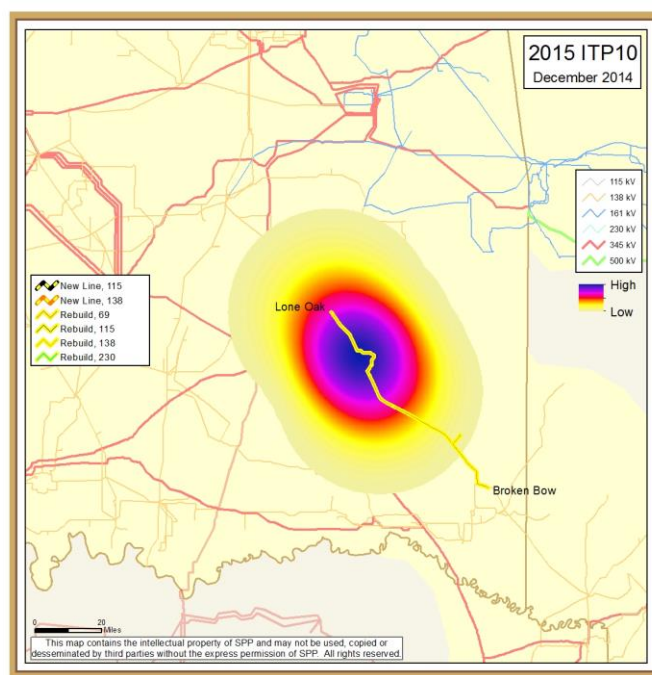 2015 ITP10
December 2014
115 kV
138 kV
161 kV
230 kV
345 kV
500 kV
High
Low
New Line, 115
New Line, 138
Rebuild, 69
Rebuild, 115
Rebuild, 138
Rebuild, 230
Lone Oak
Broken Bow
0 20
Miles
This map contains the intellectual property of SPP and may not be used, copied or
desseminated by third parties without the express permission of SPP. All rights reserved.